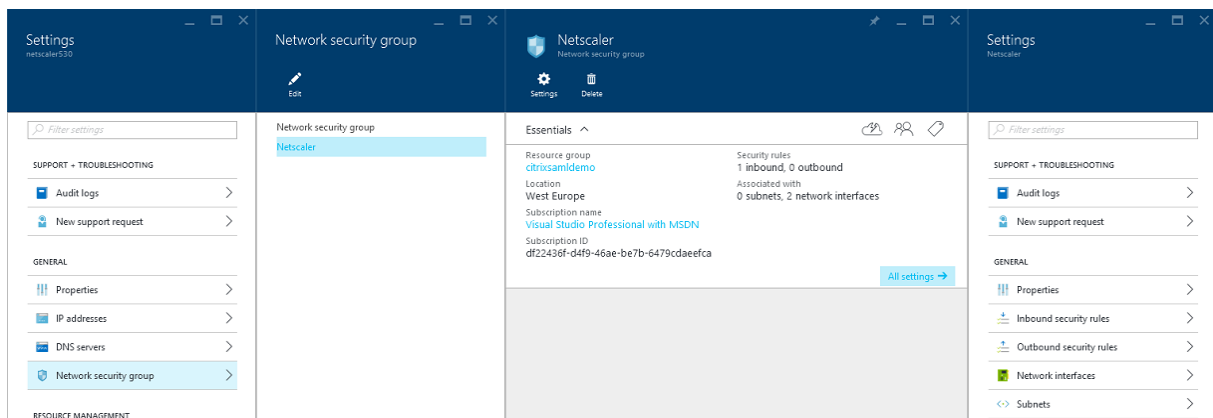 Settings
netscaler530
Filter settings
SUPPORT + TROUBLESHOOTING
Audit logs
New support request
GENERAL
Properties
IP addresses
DNS servers
Network security group
RESOURCE MANAGEMENT
Network security group
Edit
Network security group
Netscaler
Netscaler
Network security group
Settings
Delete
Essentials
Resource group
citrixsamldemo
Location
West Europe
Subscription name
Visual Studio Professional with MSDN
Subscription ID
df22436f-d4f9-46ae-be7b-6479cdaeefca
Security rules
1 inbound, 0 outbound
Associated with
0 subnets, 2 network interfaces
All settings
Settings
Netscaler
Filter settings
SUPPORT + TROUBLESHOOTING
Audit logs
New support request
GENERAL
Properties
Inbound security rules
Outbound security rules
Network interfaces
Subnets